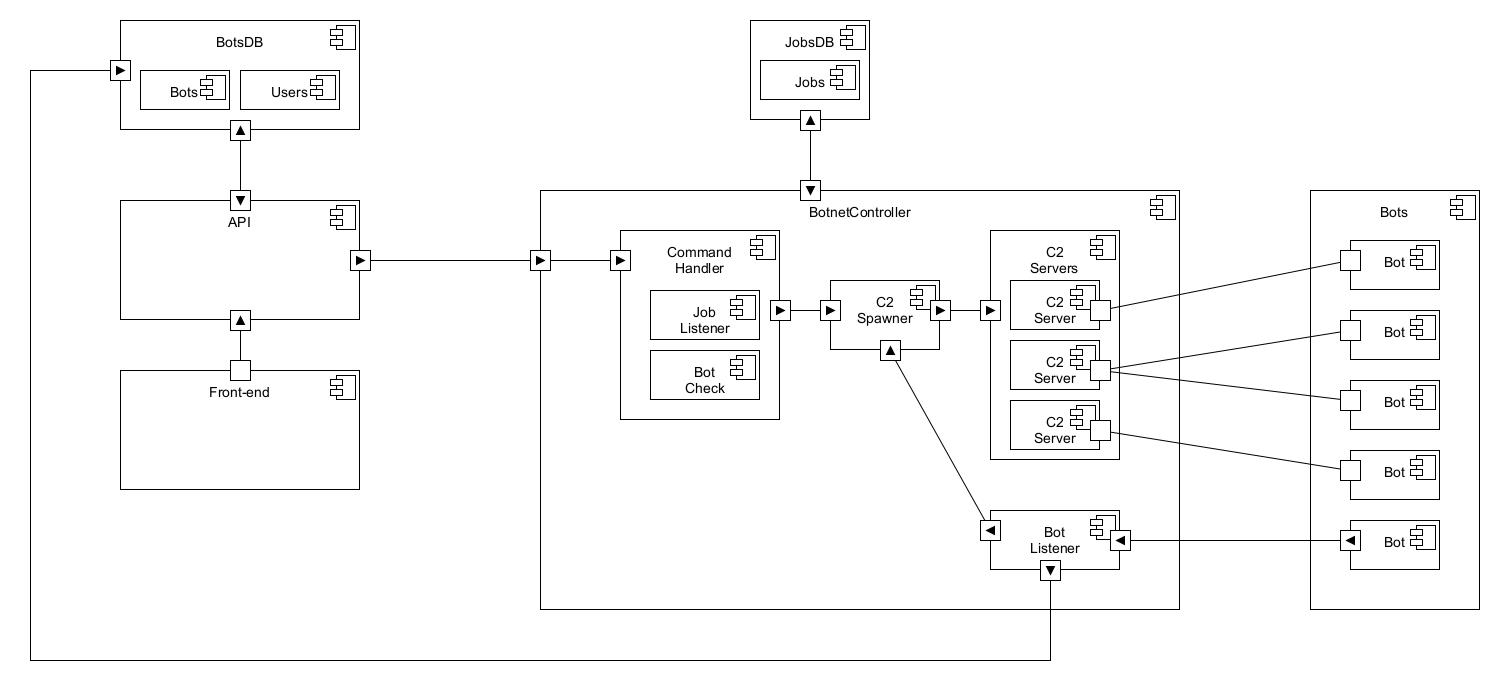 BotsDB
Bots
Users
JobsDB
Jobs
API
Front-end
BotnetController
Command
Handler
Job
Listener
Bot
Check
C2
Spawner
C2
Servers
C2
Server
C2
Server
C2
Server
Bot
Listener
Bots
Bot
Bot
Bot
Bot
Bot